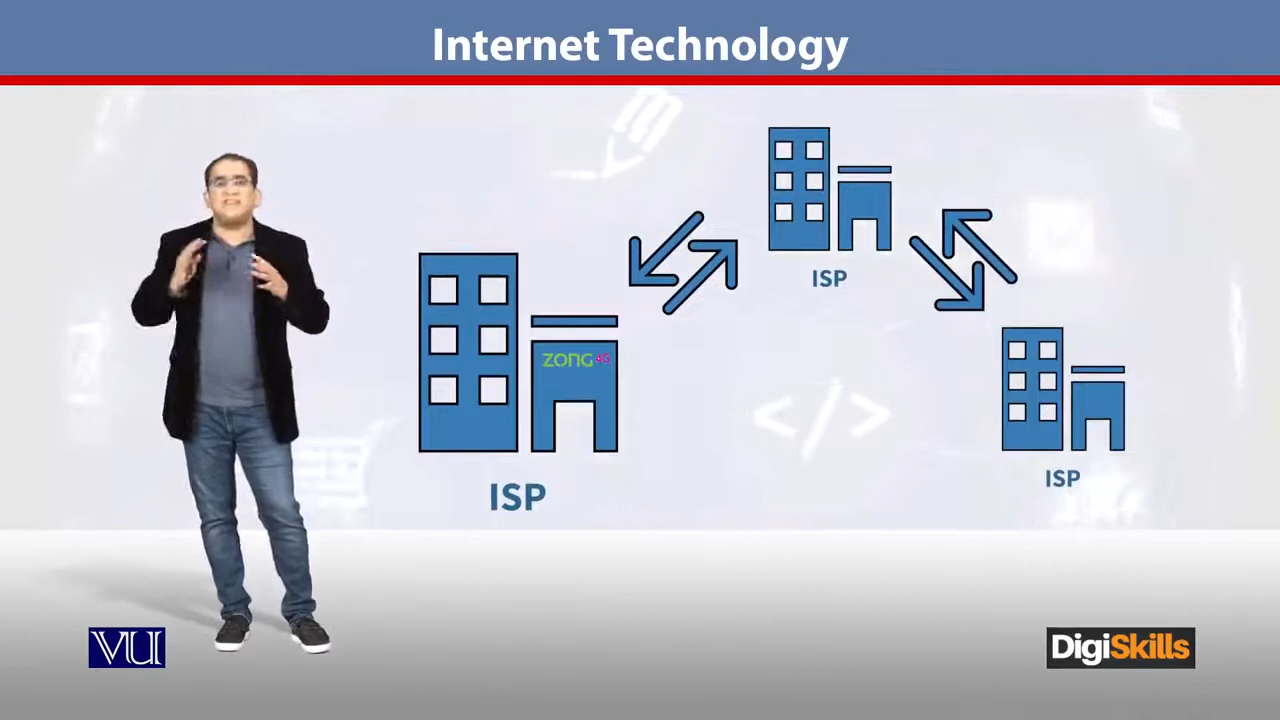 Internet Technology
ISP
ZONG 4G
ISP
</>
ISP
VU
DigiSkills